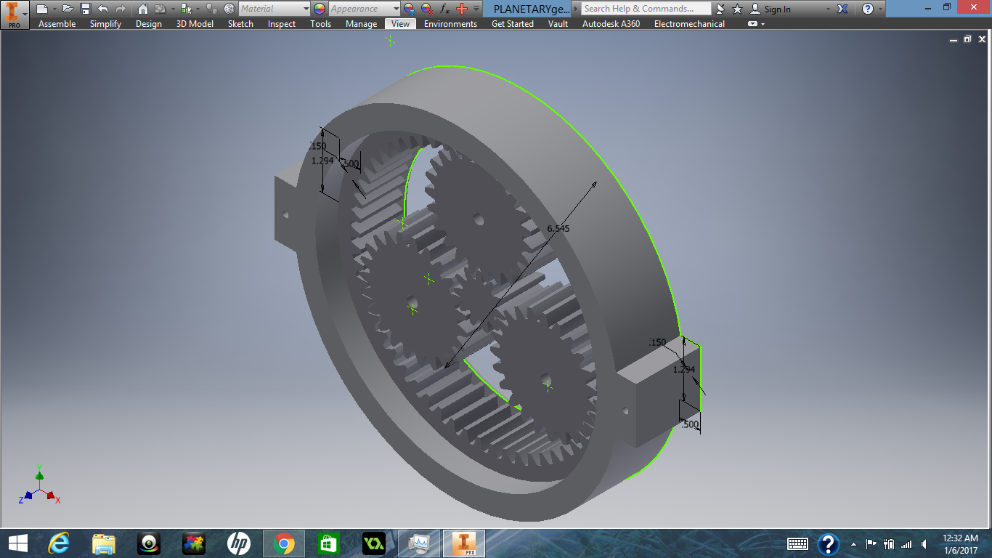 Material
Appearance
PLANETARYge...
Search Help & Commands...
Sign In
PRO
Assemble Simplify Design 3D Model Sketch Inspect Tools Manage View Environments Get Started Vault Autodesk A360 Electromechanical
.150
1.294
.500
6.545
.150
1.294
.500
Y
Z
X
hp
PRO
12:32 AM
1/6/2017